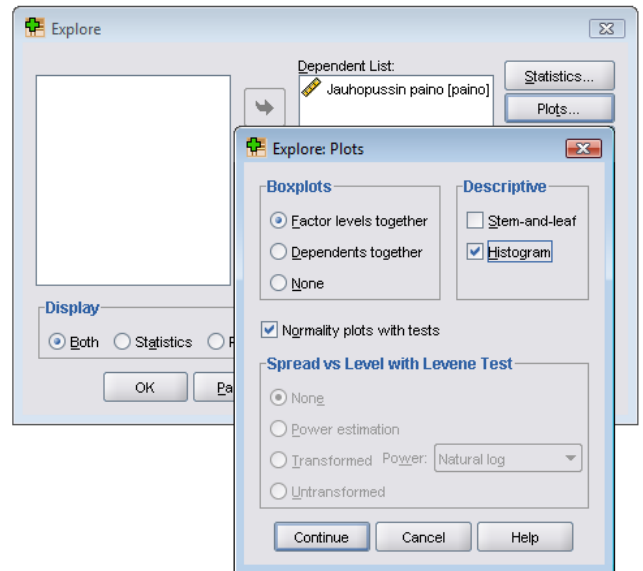 Explore
Dependent List:
Jauhopussin paino [paino]
Statistics...
Plots...
Explore: Plots
Boxplots
Factor levels together
Dependents together
None
Descriptive
Stem-and-leaf
Histogram
Normality plots with tests
Spread vs Level with Levene Test
None
Power estimation
Transformed Power: Natural log
Untransformed
Continue Cancel Help
Display
Both Statistics
OK